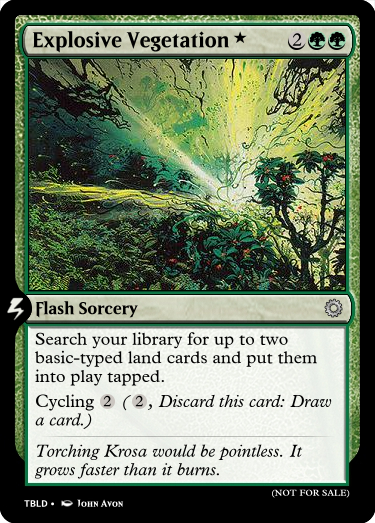 Explosive Vegetation ★ 2
Flash Sorcery
Search your library for up to two
basic-typed land cards and put them
into play tapped.
Cycling 2 ( 2, Discard this card: Draw
a card.)
Torching Krosa would be pointless. It
grows faster than it burns.
(NOT FOR SALE)
TBLD • John Avon